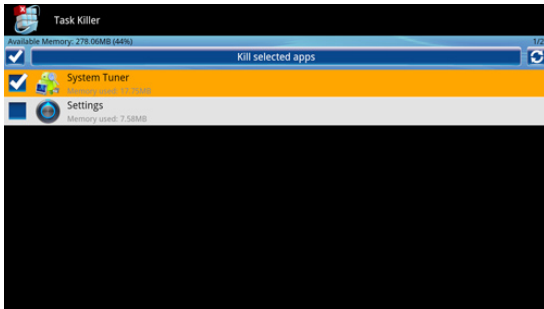 Task Killer
Available Memory: 278.06MB (44%) 1/2
Kill selected apps
System Tuner
Memory used: 17.75MB
Settings
Memory used: 7.58MB